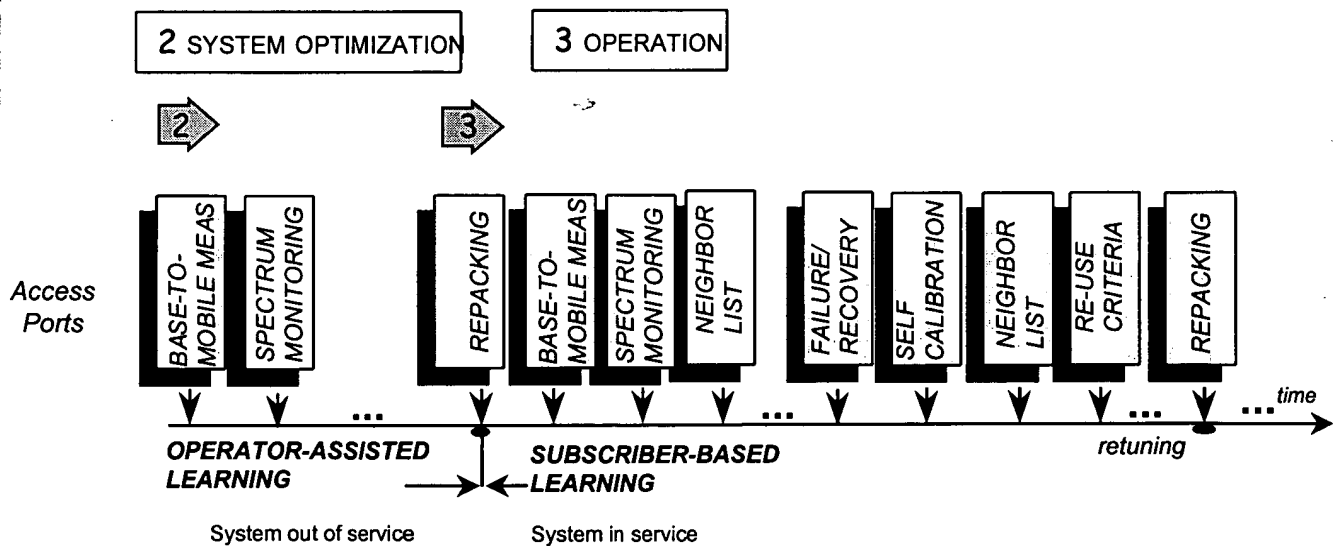 2 SYSTEM OPTIMIZATION
3 OPERATION
2
3
Access
Ports
BASE-TO-
MOBILE MEAS
SPECTRUM
MONITORING
REPACKING
BASE-TO-
MOBILE MEAS
SPECTRUM
MONITORING
NEIGHBOR
LIST
FAILURE/
RECOVERY
SELF
CALIBRATION
NEIGHBOR
LIST
RE-USE
CRITERIA
REPACKING
...
...
...
...
time
OPERATOR-ASSISTED
LEARNING
SUBSCRIBER-BASED
LEARNING
retuning
System out of service
System in service